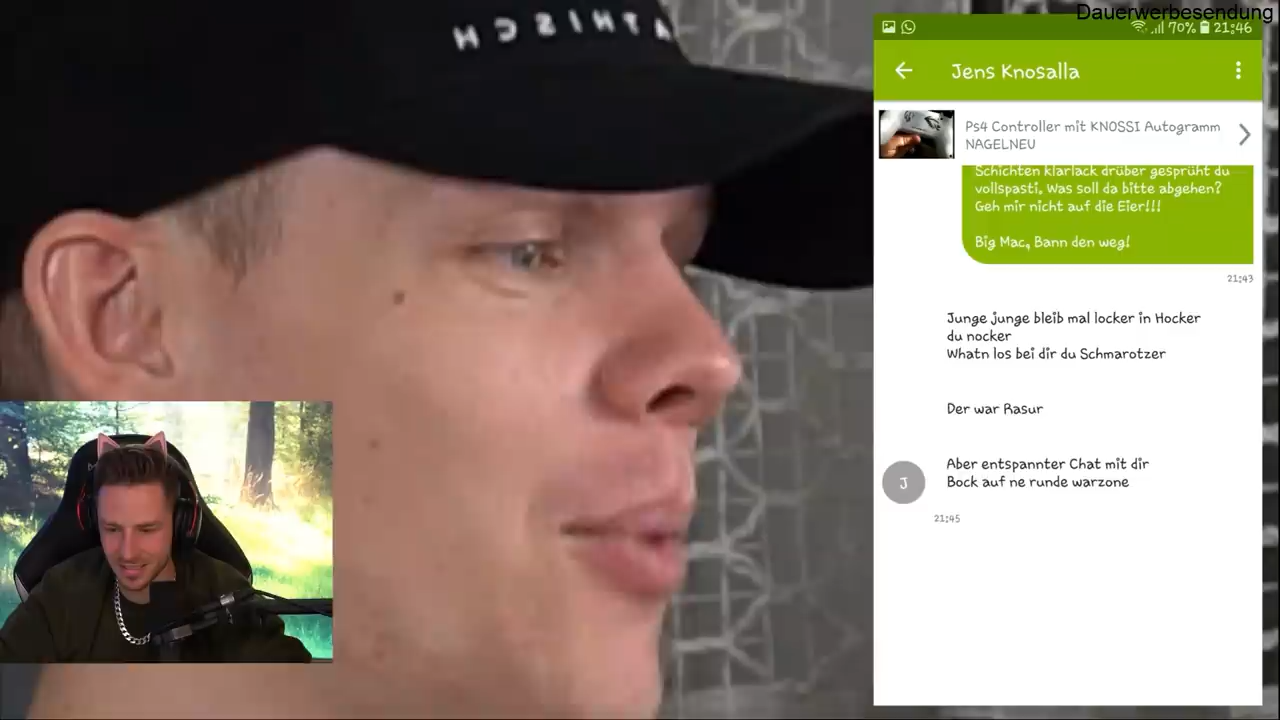 Dauerwerbesendung
ATHISCH
70% 21:46
Jens Knosalla
Ps4 Controller mit KNOSSI Autogramm
NAGELNEU
Schichten klarlack drüber gesprüht du
vollspasti. Was soll da bitte abgehen?
Geh mir nicht auf die Eier!!!
Big Mac, Bann den weg!
21:43
Junge junge bleib mal locker in Hocker
du nocker
Whatn los bei dir du Schmarotzer
Der war Rasur
Aber entspannter Chat mit dir
Bock auf ne runde warzone
J
21:45